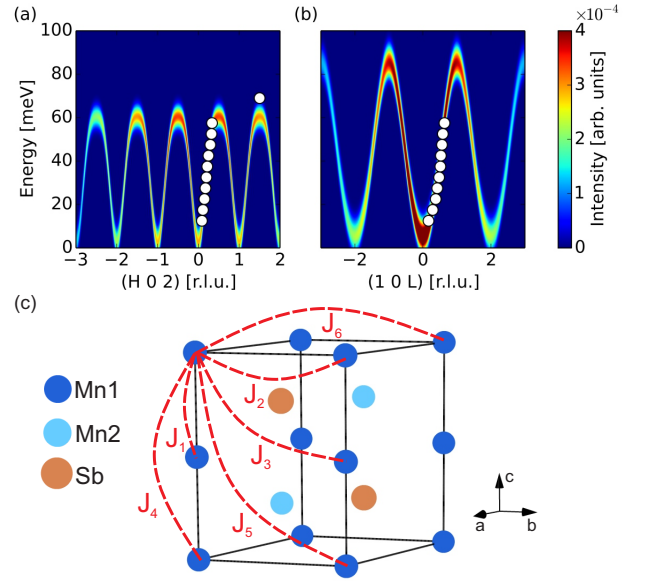 (a)
(b)
×10⁻⁴
100
80
60
40
20
0
Energy [meV]
−3 −2 −1 0 1 2
(H 0 2) [r.l.u.]
−2 0 2
(1 0 L) [r.l.u.]
4
3
2
1
0
Intensity [arb. units]
(c)
J6
J2
J1
J3
J4
J5
Mn1
Mn2
Sb
c
a
b